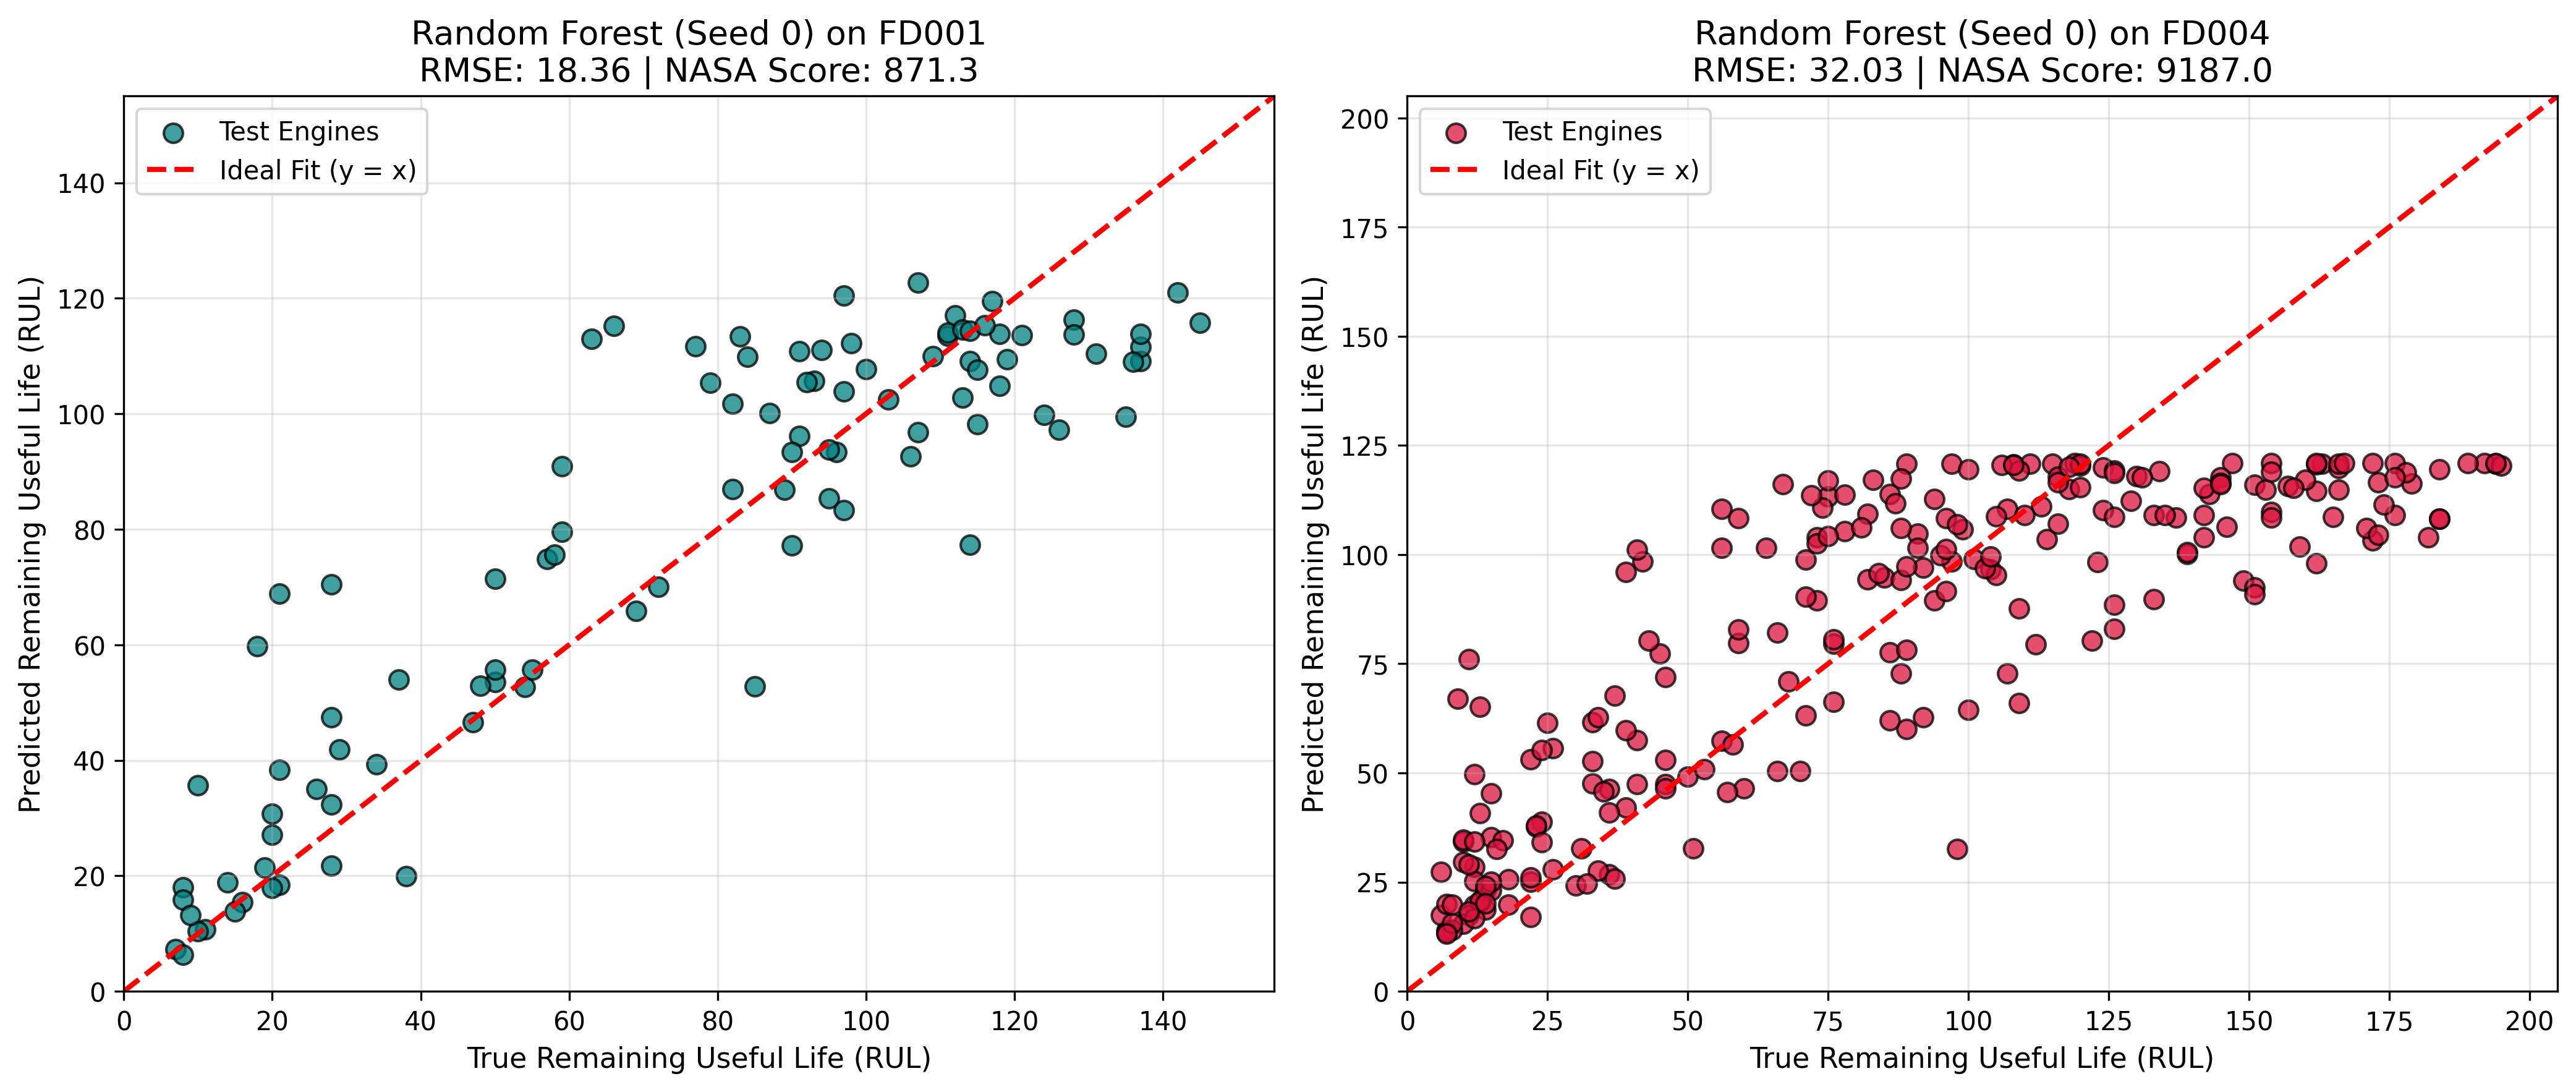 Random Forest (Seed 0) on FD001
RMSE: 18.36 | NASA Score: 871.3
Test Engines
Ideal Fit (y = x)
Predicted Remaining Useful Life (RUL)
140
120
100
80
60
40
20
0
0 20 40 60 80 100 120 140
True Remaining Useful Life (RUL)
Random Forest (Seed 0) on FD004
RMSE: 32.03 | NASA Score: 9187.0
Test Engines
Ideal Fit (y = x)
Predicted Remaining Useful Life (RUL)
200
175
150
125
100
75
50
25
0
0 25 50 75 100 125 150 175 200
True Remaining Useful Life (RUL)